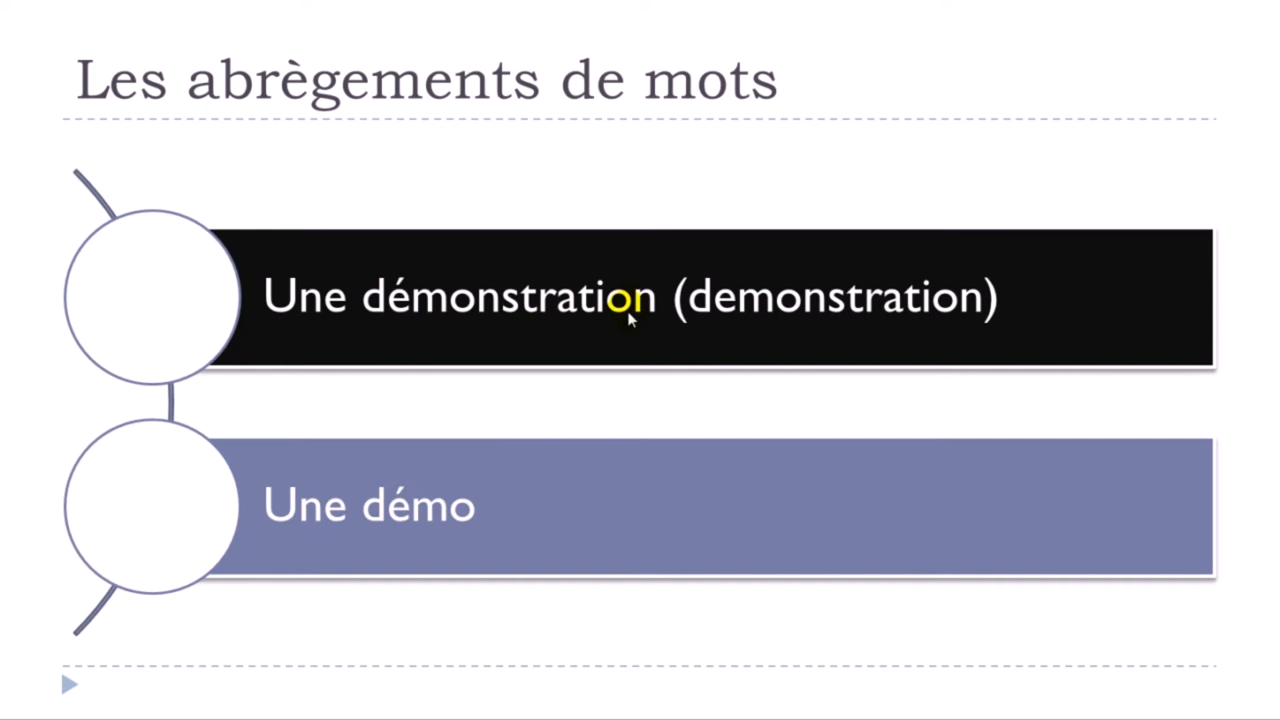 Les abrègements de mots
Une démonstration (demonstration)
Une démo